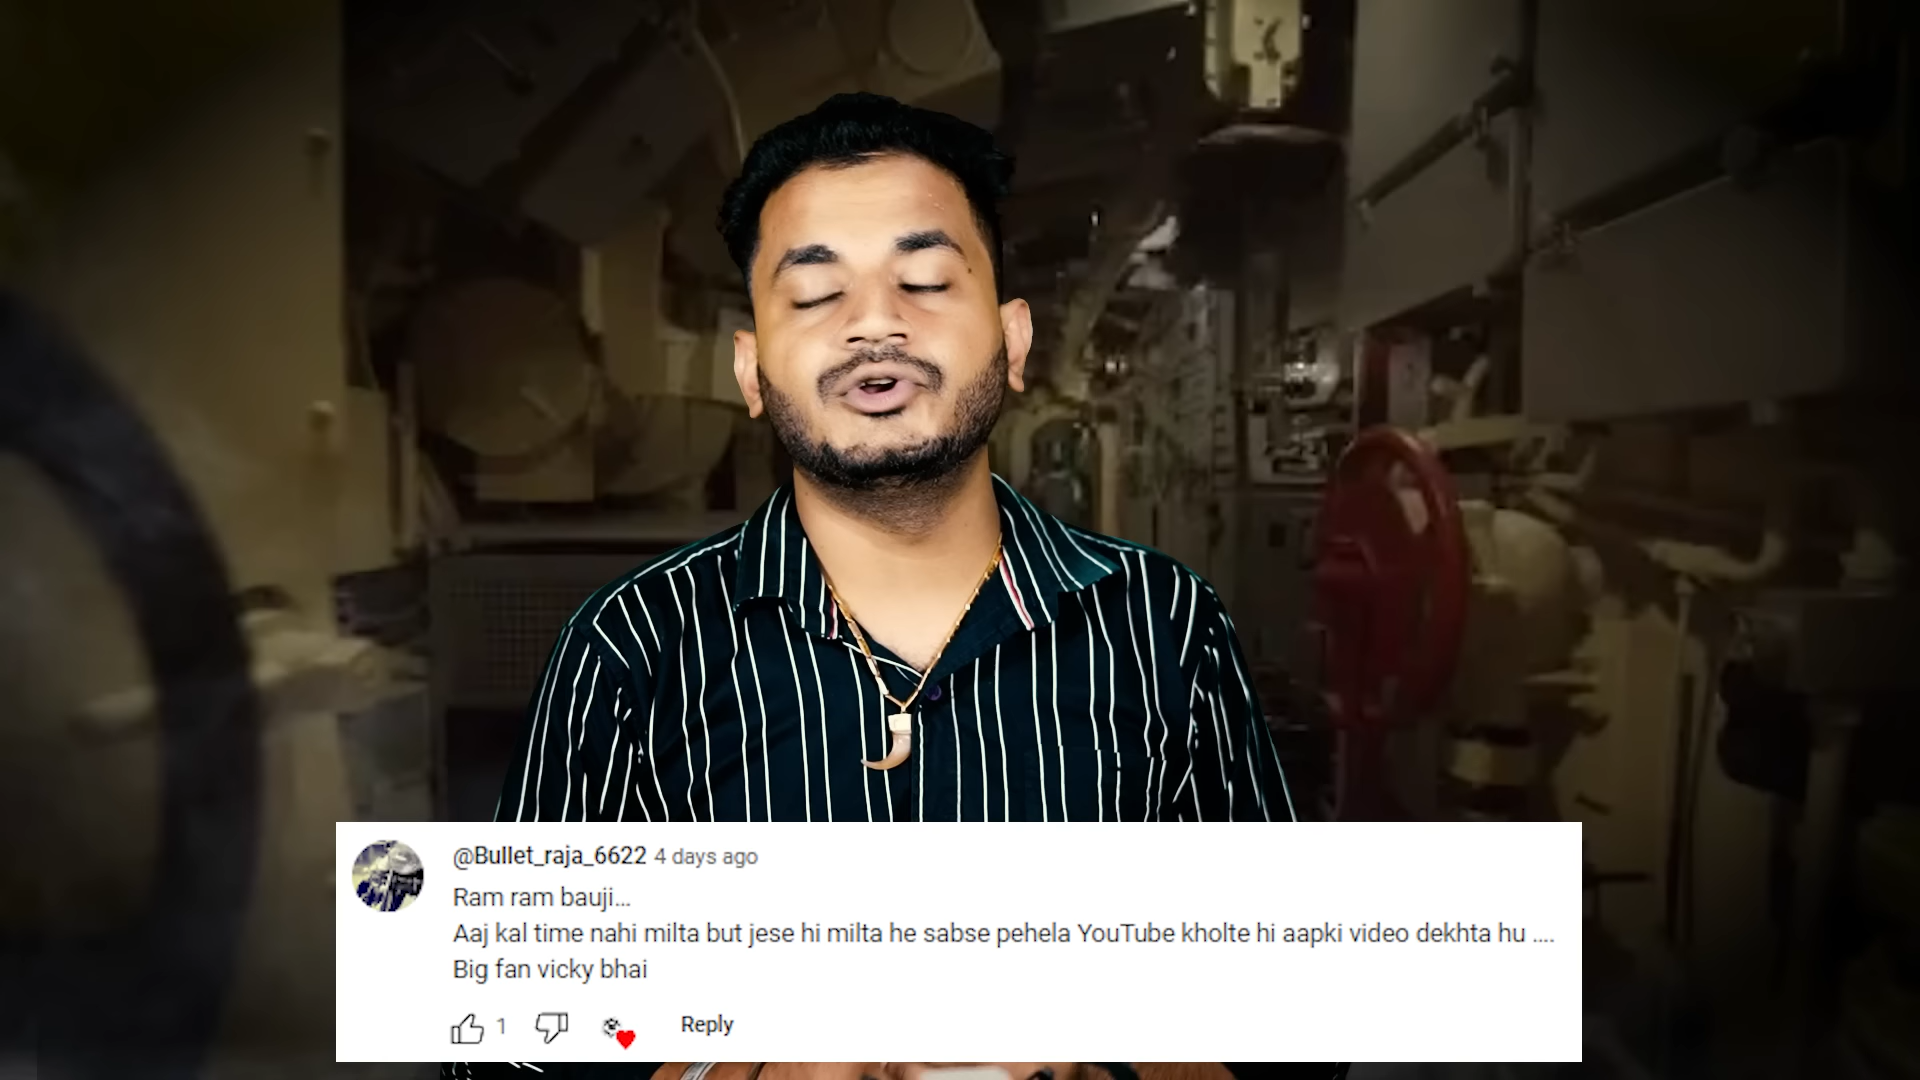 @Bullet_raja_6622 4 days ago
Ram ram bauji...
Aaj kal time nahi milta but jese hi milta he sabse pehela YouTube kholte hi aapki video dekhta hu ....
Big fan vicky bhai
1 Reply